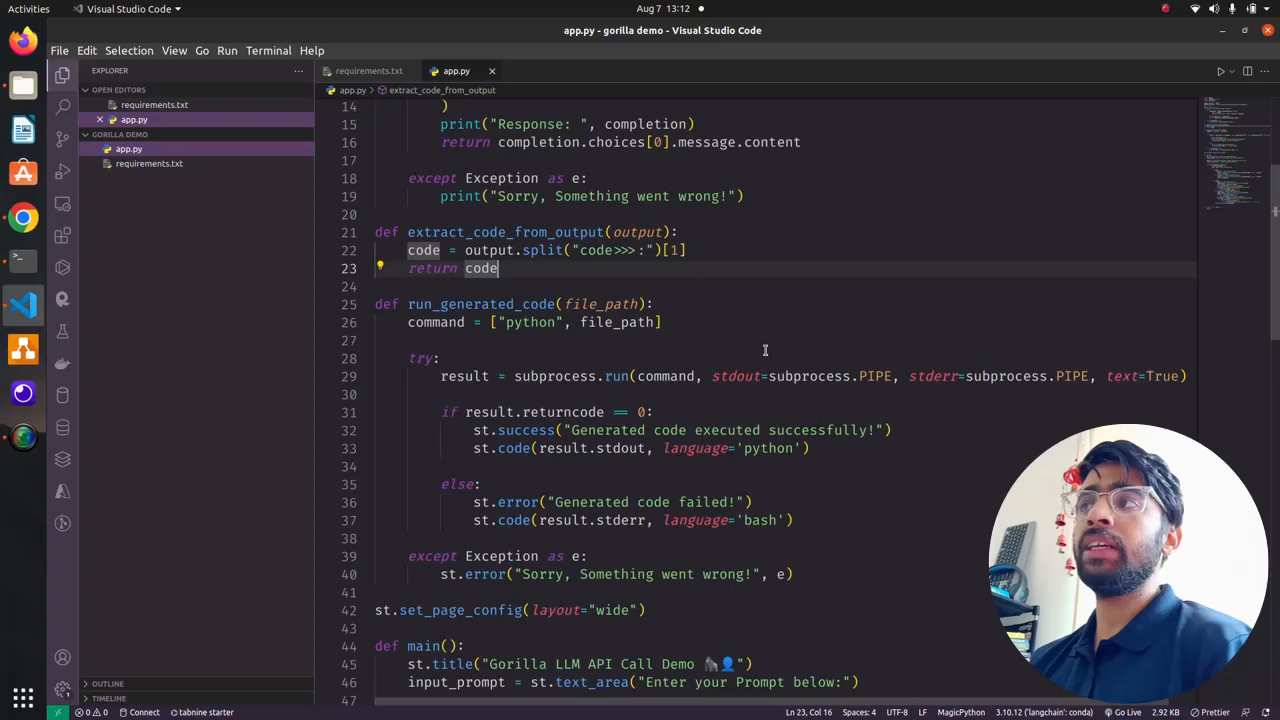 Activities
Visual Studio Code
Aug 7 13:12
app.py - gorilla demo - Visual Studio Code
File Edit Selection View Go Run Terminal Help
EXPLORER
OPEN EDITORS
requirements.txt
app.py
GORILLA DEMO
app.py
requirements.txt
OUTLINE
TIMELINE
requirements.txt
app.py
app.py > extract_code_from_output
14 )
15 print("Response: ", completion)
16 return completion.choices[0].message.content
17
18 except Exception as e:
19 print("Sorry, Something went wrong!")
20
21 def extract_code_from_output(output):
22 code = output.split("code>>>:")[1]
23 return code
24
25 def run_generated_code(file_path):
26 command = ["python", file_path]
27
28 try:
29 result = subprocess.run(command, stdout=subprocess.PIPE, stderr=subprocess.PIPE, text=True)
30
31 if result.returncode == 0:
32 st.success("Generated code executed successfully!")
33 st.code(result.stdout, language='python')
34
35 else:
36 st.error("Generated code failed!")
37 st.code(result.stderr, language='bash')
38
39 except Exception as e:
40 st.error("Sorry, Something went wrong!", e)
41
42 st.set_page_config(layout="wide")
43
44 def main():
45 st.title("Gorilla LLM API Call Demo 🦍👤")
46 input_prompt = st.text_area("Enter your Prompt below:")
47
0 0 Connect tabnine starter
Ln 23, Col 16 Spaces: 4 UTF-8 LF MagicPython 3.10.12 ('langchain': conda) Go Live 2.92 KB Prettier